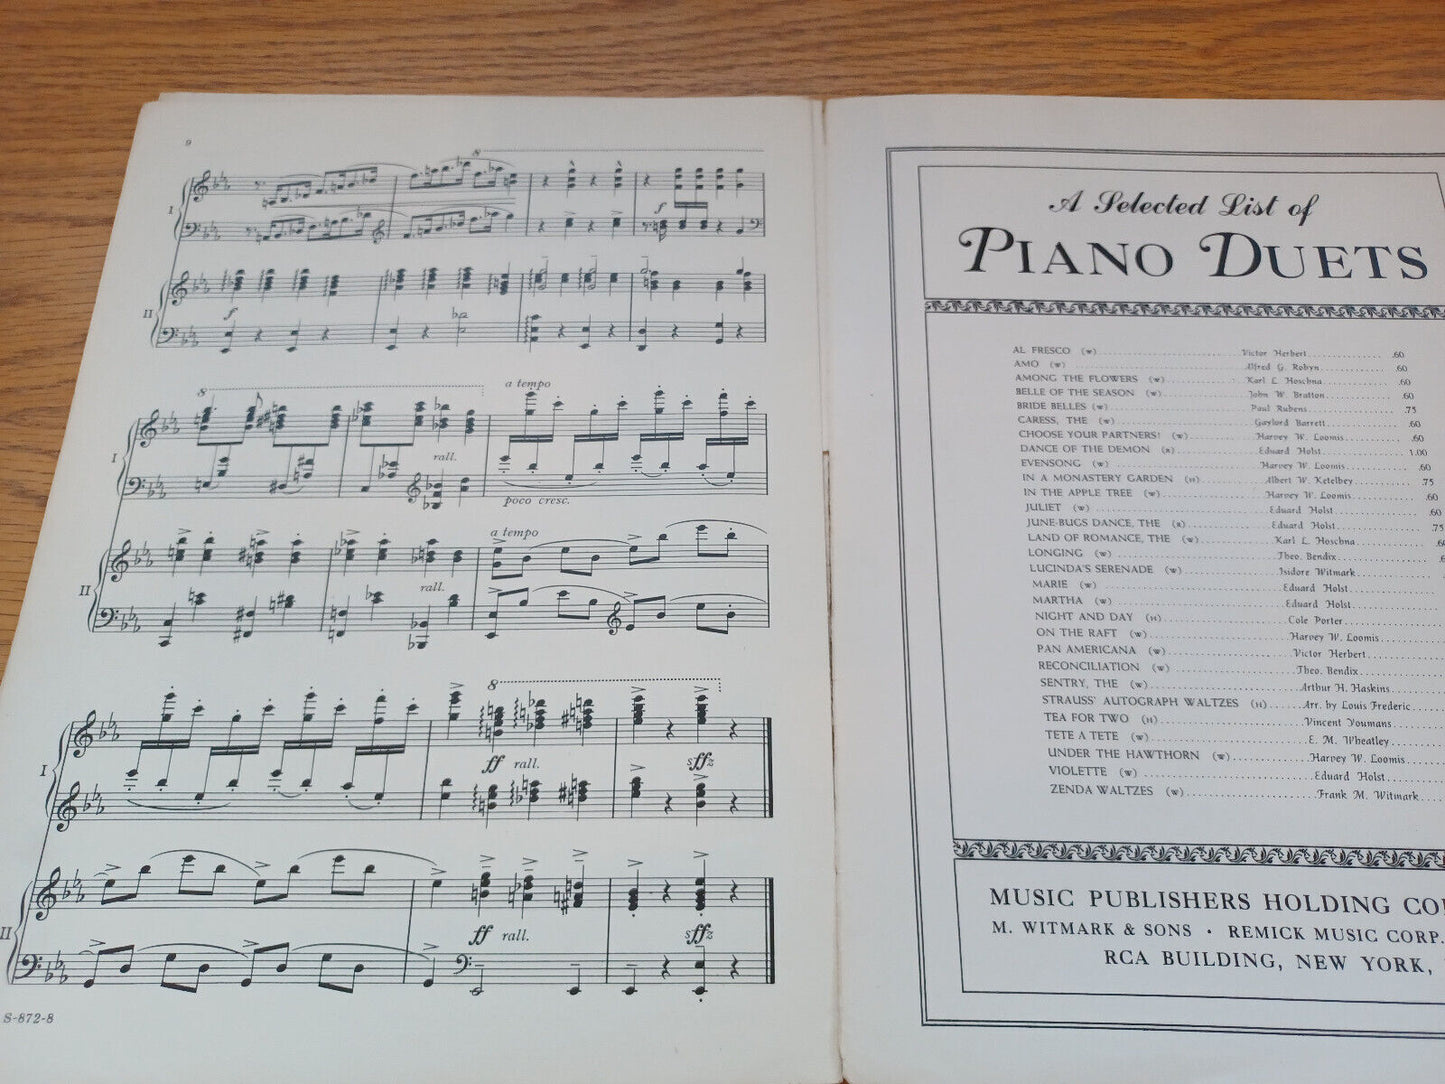 9
8
I
f
II
f
8
a tempo
I
rall.
poco cresc.
a tempo
II
rall.
8
I
ff rall.
sffz
II
ff rall.
sffz
S-872-8
A Selected List of
PIANO DUETS
AL FRESCO (W) Victor Herbert .60
AMO (W) Alfred G. Robyn .60
AMONG THE FLOWERS (W) Karl L. Hoschna .60
BELLE OF THE SEASON (W) John W. Bratton .60
BRIDE BELLES (W) Paul Rubens .75
CARESS, THE (W) Gaylord Barrett .60
CHOOSE YOUR PARTNERS! (W) Harvey W. Loomis .60
DANCE OF THE DEMON (R) Eduard Holst 1.00
EVENSONG (W) Harvey W. Loomis .60
IN A MONASTERY GARDEN (H) Albert W. Ketelbey .75
IN THE APPLE TREE (W) Harvey W. Loomis .60
JULIET (W) Eduard Holst .60
JUNE-BUGS DANCE, THE (R) Eduard Holst .75
LAND OF ROMANCE, THE (W) Karl L. Hoschna
LONGING (W) Theo. Bendix
LUCINDA'S SERENADE (W) Isidore Witmark
MARIE (W) Eduard Holst
MARTHA (W) Eduard Holst
NIGHT AND DAY (H) Cole Porter
ON THE RAFT (W) Harvey W. Loomis
PAN AMERICANA (W) Victor Herbert
RECONCILIATION (W) Theo. Bendix
SENTRY, THE (W) Arthur H. Haskins
STRAUSS' AUTOGRAPH WALTZES (H) Arr. by Louis Frederic
TEA FOR TWO (H) Vincent Youmans
TETE A TETE (W) E. M. Wheatley
UNDER THE HAWTHORN (W) Harvey W. Loomis
VIOLETTE (W) Eduard Holst
ZENDA WALTZES (W) Frank M. Witmark
MUSIC PUBLISHERS HOLDING CO
M. WITMARK & SONS · REMICK MUSIC CORP.
RCA BUILDING, NEW YORK,